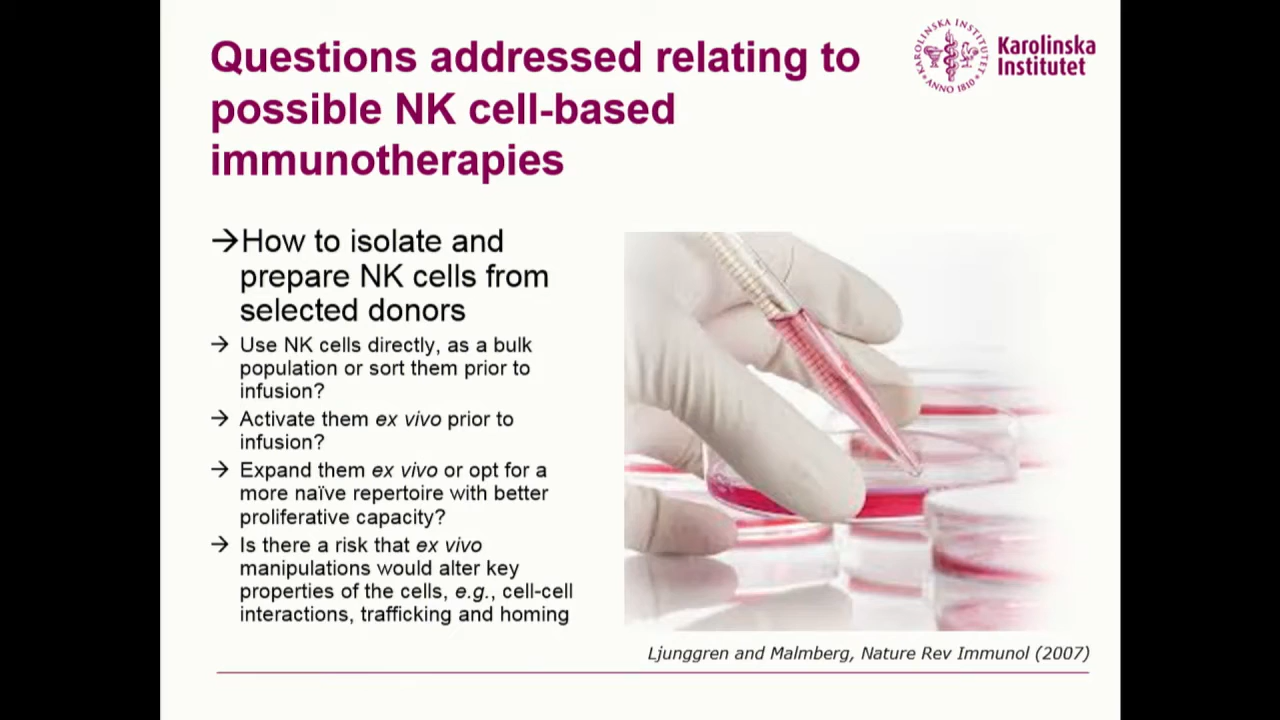 Questions addressed relating to
possible NK cell-based
immunotherapies
KAROLINSKA INSTITUTET
ANNO 1810
Karolinska
Institutet
→How to isolate and
prepare NK cells from
selected donors
→ Use NK cells directly, as a bulk
population or sort them prior to
infusion?
→ Activate them ex vivo prior to
infusion?
→ Expand them ex vivo or opt for a
more naïve repertoire with better
proliferative capacity?
→ Is there a risk that ex vivo
manipulations would alter key
properties of the cells, e.g., cell-cell
interactions, trafficking and homing
Ljunggren and Malmberg, Nature Rev Immunol (2007)